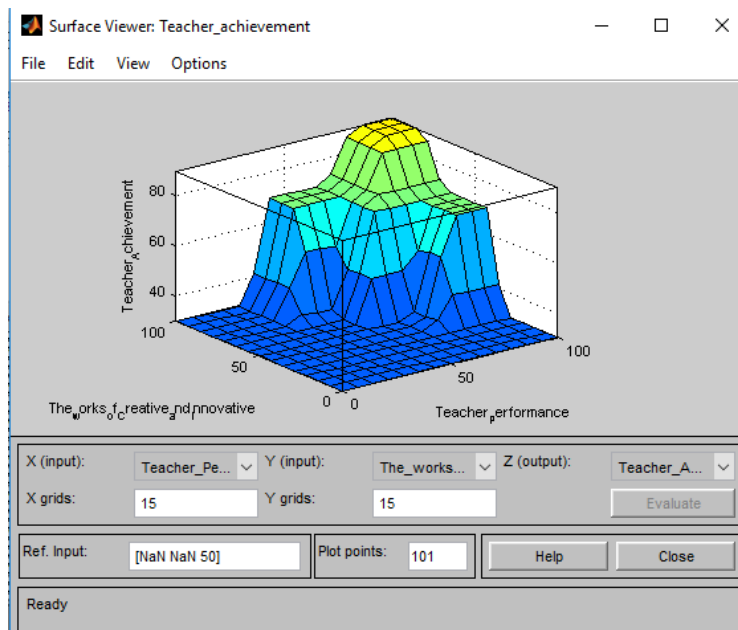 Surface Viewer: Teacher_achievement
File Edit View Options
Teacher_Achievement
80
60
40
100
50
0
0
50
100
The_works_of_Creative_and_Innovative
Teacher_performance
X (input): Teacher_Pe... Y (input): The_works... Z (output): Teacher_A...
X grids: 15 Y grids: 15 Evaluate
Ref. Input: [NaN NaN 50] Plot points: 101 Help Close
Ready